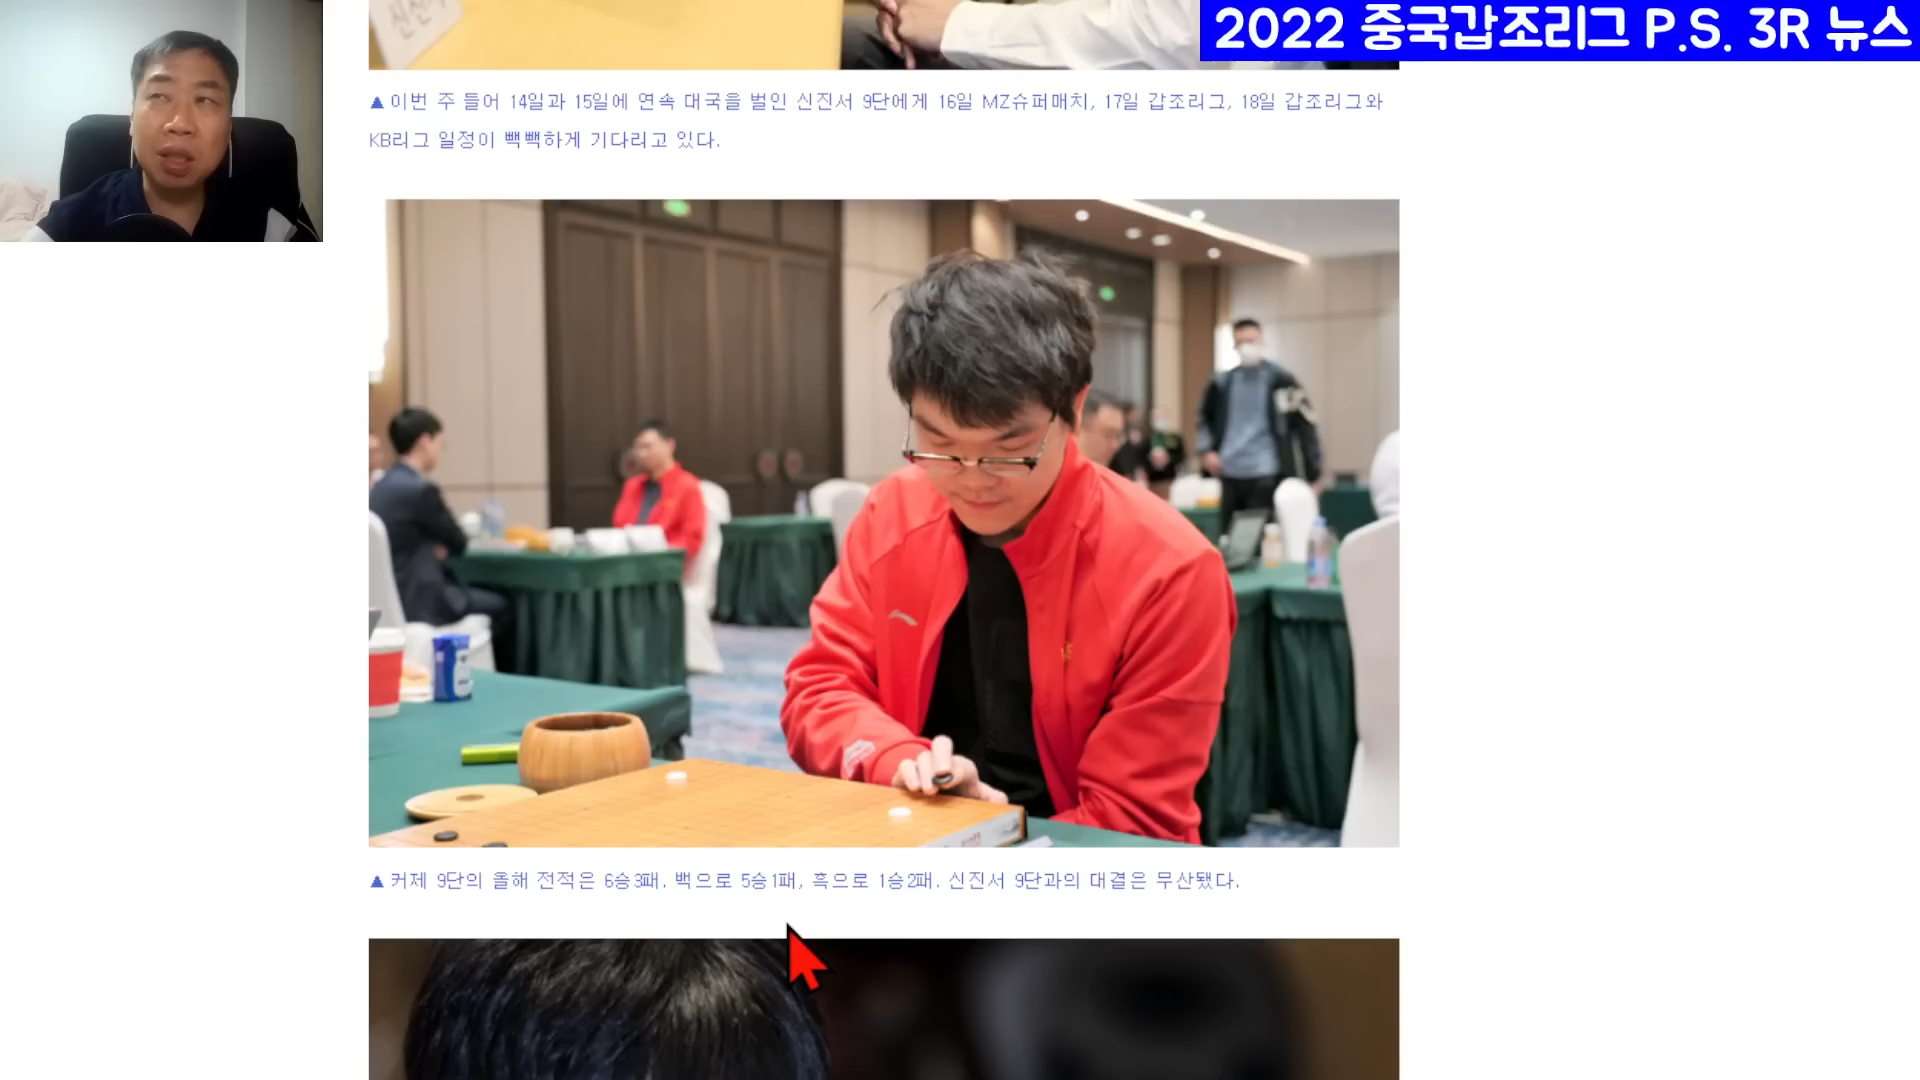 2022 중국갑조리그 P.S. 3R 뉴스
▲ 이번 주 들어 14일과 15일에 연속 대국을 벌인 신진서 9단에게 16일 MZ슈퍼매치, 17일 갑조리그, 18일 갑조리그와
KB리그 일정이 빽빽하게 기다리고 있다.
▲ 커제 9단의 올해 전적은 6승3패. 백으로 5승1패, 흑으로 1승2패. 신진서 9단과의 대결은 무산됐다.